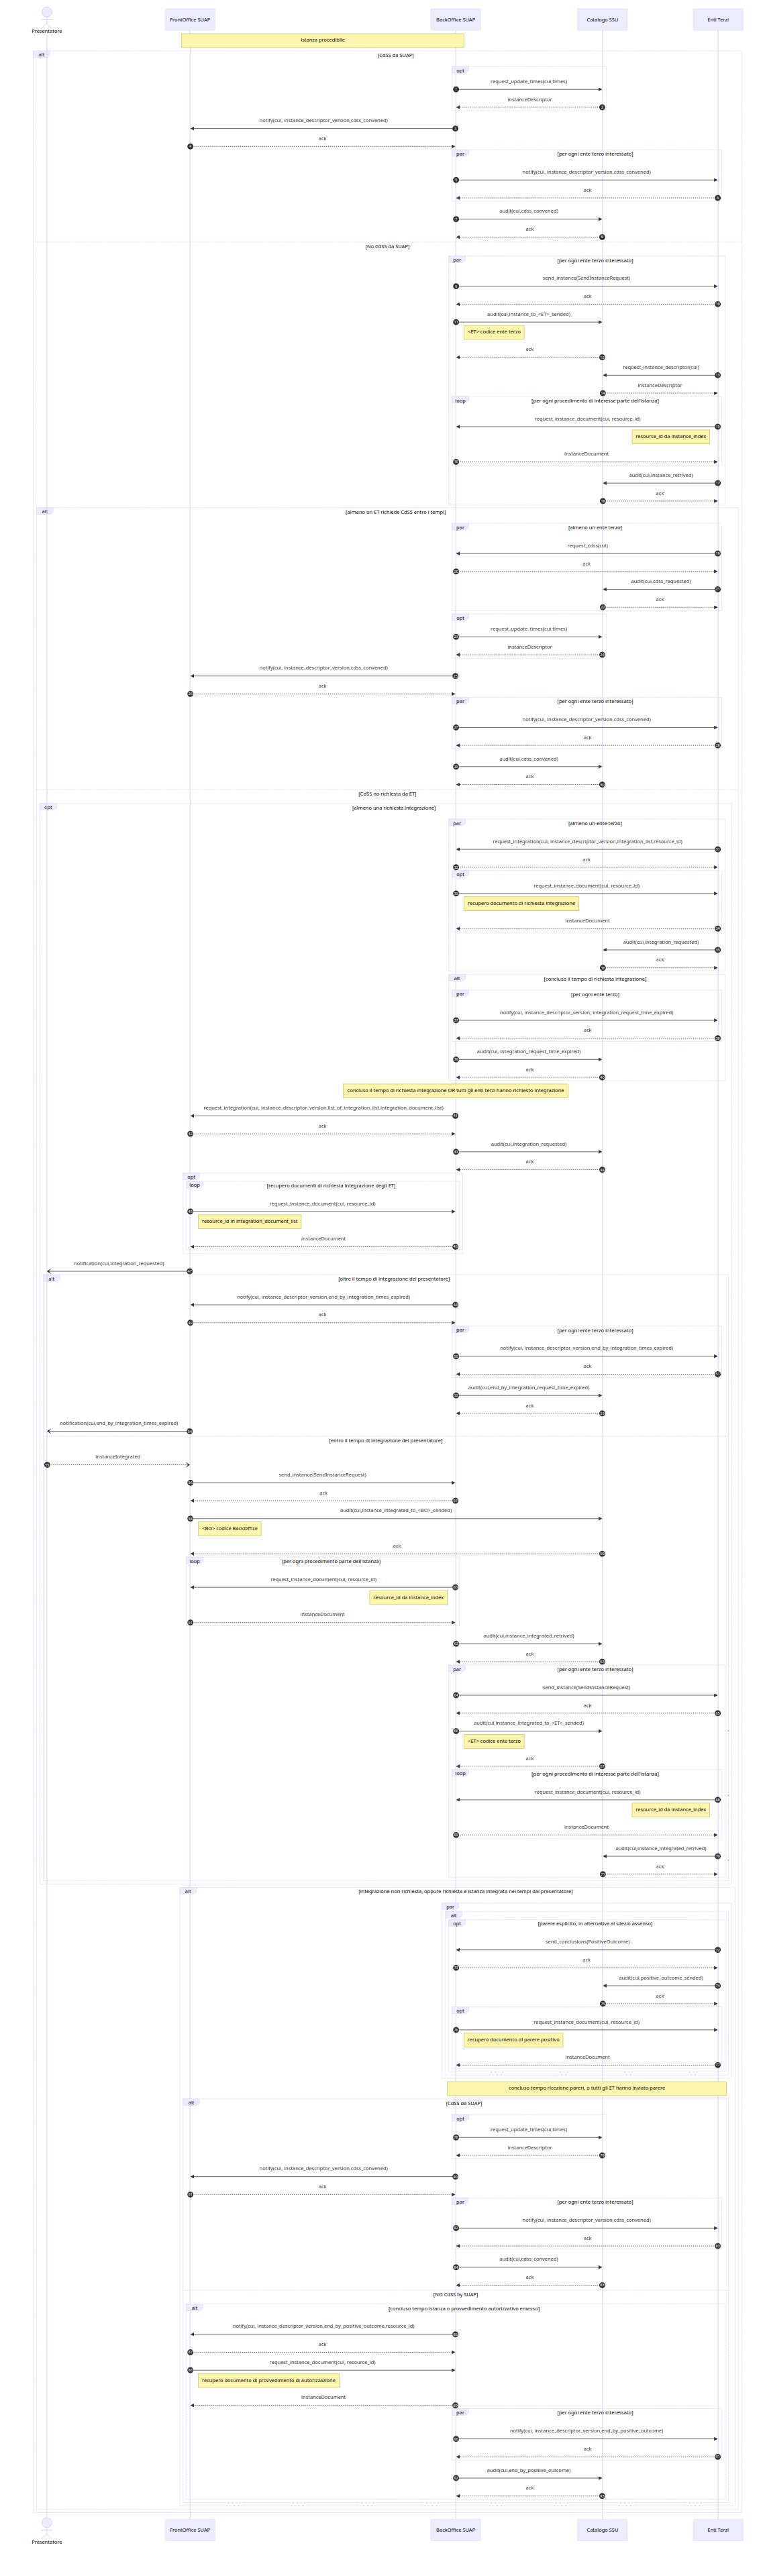 Presentatore
FrontOffice SUAP
BackOffice SUAP
Catalogo SSU
Enti Terzi
istanza procedibile
alt
[CdSS da SUAP]
opt
request_update_times(cui,times)
instanceDescriptor
notify(cui, instance_descriptor_version,cdss_convened)
ack
par
[per ogni ente terzo interessato]
notify(cui, instance_descriptor_version,cdss_convened)
ack
audit(cui,cdss_convened)
ack
[No CdSS da SUAP]
par
[per ogni ente terzo interessato]
send_instance(SendInstanceRequest)
ack
audit(cui,instance_to_<ET>_sended)
<ET> codice ente terzo
ack
request_instance_descriptor(cui)
instanceDescriptor
loop
[per ogni procedimento di interesse parte dell'istanza]
request_instance_document(cui, resource_id)
resource_id da instance_index
instanceDocument
audit(cui,instance_retrived)
ack
alt
[almeno un ET richiede CdSS entro i tempi]
par
[almeno un ente terzo]
request_cdss(cui)
ack
audit(cui,cdss_requested)
ack
opt
request_update_times(cui,times)
instanceDescriptor
notify(cui, instance_descriptor_version,cdss_convened)
ack
par
[per ogni ente terzo interessato]
notify(cui, instance_descriptor_version,cdss_convened)
ack
audit(cui,cdss_convened)
ack
[CdSS no richiesta da ET]
opt
[almeno una richiesta integrazione]
par
[almeno un ente terzo]
request_integration(cui, instance_descriptor_version,integration_list,resource_id)
ack
opt
request_instance_document(cui, resource_id)
recupero documento di richiesta integrazione
instanceDocument
audit(cui,integration_requested)
ack
alt
[concluso il tempo di richiesta integrazione]
par
[per ogni ente terzo]
notify(cui, instance_descriptor_version, integration_request_time_expired)
ack
audit(cui, integration_request_time_expired)
ack
concluso il tempo di richiesta integrazione OR tutti gli enti terzi hanno richiesto integrazione
request_integration(cui, instance_descriptor_version,list_of_integration_list,integration_document_list)
ack
audit(cui,integration_requested)
ack
opt
loop
[recupero documenti di richiesta integrazione degli ET]
request_instance_document(cui, resource_id)
resource_id in integration_document_list
instanceDocument
notification(cui,integration_requested)
alt
[oltre il tempo di integrazione del presentatore]
notify(cui, instance_descriptor_version,end_by_integration_times_expired)
ack
par
[per ogni ente terzo interessato]
notify(cui, instance_descriptor_version,end_by_integration_times_expired)
ack
audit(cui,end_by_integration_request_time_expired)
ack
notification(cui,end_by_integration_times_expired)
[entro il tempo di integrazione del presentatore]
instanceIntegrated
send_instance(SendInstanceRequest)
ack
audit(cui,instance_integrated_to_<BO>_sended)
<BO> codice BackOffice
ack
loop
[per ogni procedimento parte dell'istanza]
request_instance_document(cui, resource_id)
resource_id da instance_index
instanceDocument
audit(cui,instance_integrated_retrived)
ack
par
[per ogni ente terzo interessato]
send_instance(SendInstanceRequest)
ack
audit(cui,instance_integrated_to_<ET>_sended)
<ET> codice ente terzo
ack
loop
[per ogni procedimento di interesse parte dell'istanza]
request_instance_document(cui, resource_id)
resource_id da instance_index
instanceDocument
audit(cui,instance_integrated_retrived)
ack
alt
[integrazione non richiesta, oppure richiesta e istanza integrata nei tempi dal presentatore]
par
alt
opt
[parere esplicito, in alternativa al silezio assenso]
send_conclusions(PositiveOutcome)
ack
audit(cui,positive_outcome_sended)
ack
opt
request_instance_document(cui, resource_id)
recupero documento di parere positivo
instanceDocument
concluso tempo ricezione pareri, o tutti gli ET hanno inviato parere
alt
[CdSS da SUAP]
opt
request_update_times(cui,times)
instanceDescriptor
notify(cui, instance_descriptor_version,cdss_convened)
ack
par
[per ogni ente terzo interessato]
notify(cui, instance_descriptor_version,cdss_convened)
ack
audit(cui,cdss_convened)
ack
[NO CdSS by SUAP]
alt
[concluso tempo istanza o provvedimento autorizzativo emesso]
notify(cui, instance_descriptor_version,end_by_positive_outcome,resource_id)
ack
request_instance_document(cui, resource_id)
recupero documento di provvedimento di autorizzazione
instanceDocument
par
[per ogni ente terzo interessato]
notify(cui, instance_descriptor_version,end_by_positive_outcome)
ack
audit(cui,end_by_positive_outcome)
ack
Presentatore
FrontOffice SUAP
BackOffice SUAP
Catalogo SSU
Enti Terzi